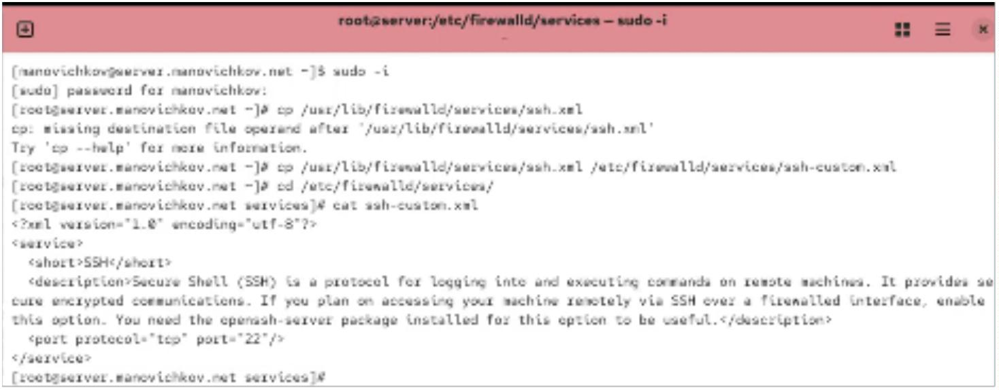 root@server:/etc/firewalld/services — sudo -i
[manovichkov@server.manovichkov.net ~]$ sudo -i
[sudo] password for manovichkov:
[root@server.manovichkov.net ~]# cp /usr/lib/firewalld/services/ssh.xml
cp: missing destination file operand after '/usr/lib/firewalld/services/ssh.xml'
Try 'cp --help' for more information.
[root@server.manovichkov.net ~]# cp /usr/lib/firewalld/services/ssh.xml /etc/firewalld/services/ssh-custom.xml
[root@server.manovichkov.net ~]# cd /etc/firewalld/services/
[root@server.manovichkov.net services]# cat ssh-custom.xml
<?xml version="1.0" encoding="utf-8"?>
<service>
  <short>SSH</short>
  <description>Secure Shell (SSH) is a protocol for logging into and executing commands on remote machines. It provides se
cure encrypted communications. If you plan on accessing your machine remotely via SSH over a firewalled interface, enable
this option. You need the openssh-server package installed for this option to be useful.</description>
  <port protocol="tcp" port="22"/>
</service>
[root@server.manovichkov.net services]#